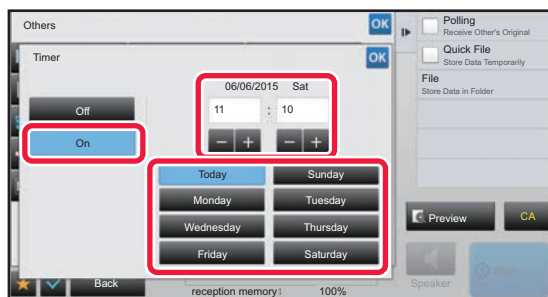 Others
OK
Timer
OK
06/06/2015 Sat
11 : 10
Off
On
− + − +
Today Sunday
Monday Tuesday
Wednesday Thursday
Friday Saturday
Back
reception memory: 100%
Polling
Receive Other's Original
Quick File
Store Data Temporarily
File
Store Data in Folder
Preview
CA
Speaker
Start